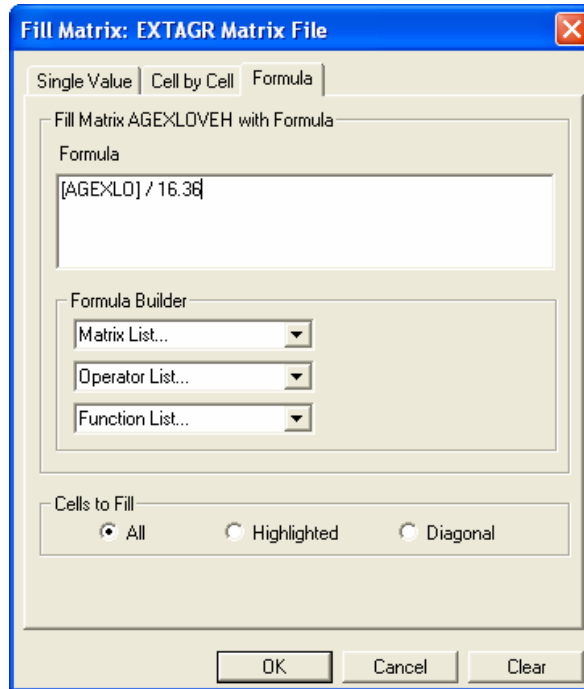 Fill Matrix: EXTAGR Matrix File
Single Value Cell by Cell Formula
Fill Matrix AGEXLOVEH with Formula
Formula
[AGEXLO] / 16.36
Formula Builder
Matrix List...
Operator List...
Function List...
Cells to Fill
All Highlighted Diagonal
OK Cancel Clear